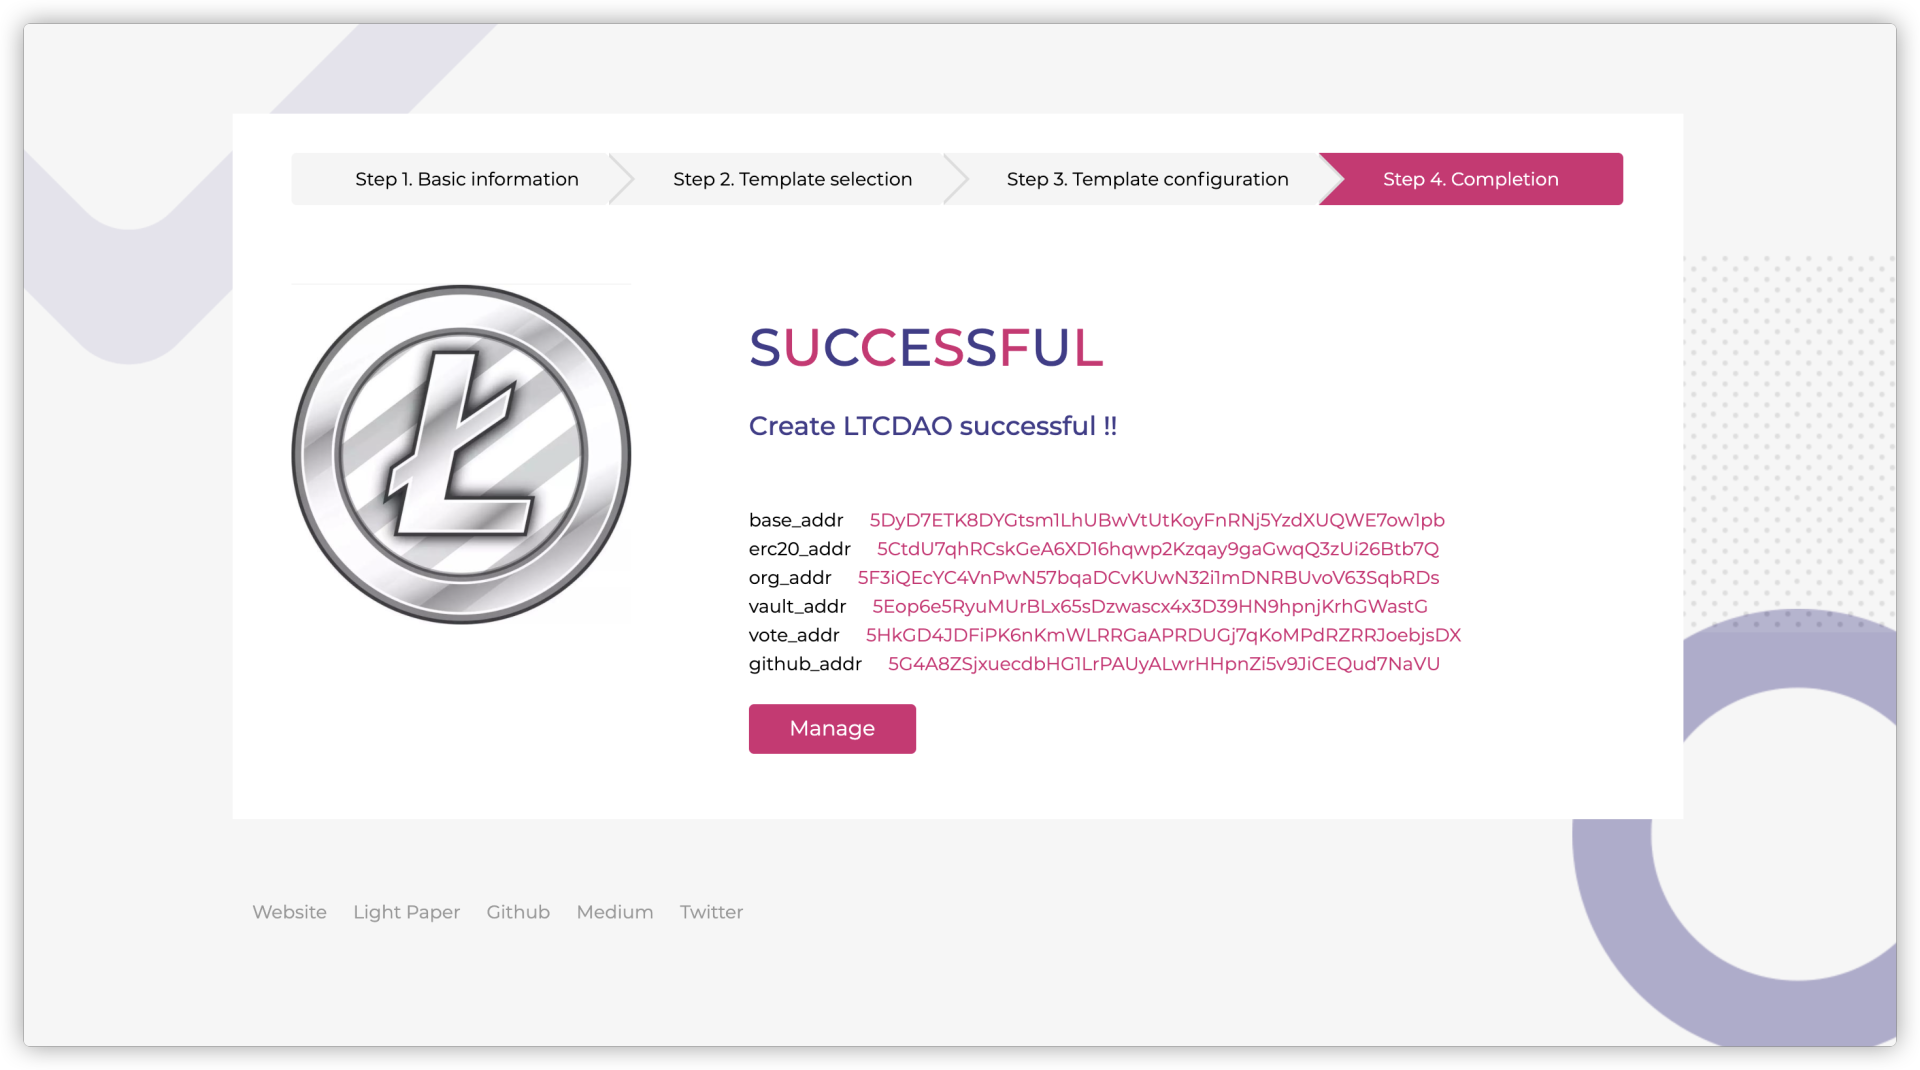 Step 1. Basic information
Step 2. Template selection
Step 3. Template configuration
Step 4. Completion
SUCCESSFUL
Create LTCDAO successful !!
base_addr 5DyD7ETK8DYGtsm1LhUBwVtUtKoyFnRNj5YzdXUQWE7ow1pb
erc20_addr 5CtdU7qhRCskGeA6XD16hqwp2Kzqay9gaGwqQ3zUi26Btb7Q
org_addr 5F3iQEcYC4VnPwN57bqaDCvKUwN32i1mDNRBUvoV63SqbRDs
vault_addr 5Eop6e5RyuMUrBLx65sDzwascx4x3D39HN9hpnjKrhGWastG
vote_addr 5HkGD4JDFiPK6nKmWLRRGaAPRDUGj7qKoMPdRZRRJoebjsDX
github_addr 5G4A8ZSjxuecdbHG1LrPAUyALwrHHpnZi5v9JiCEQud7NaVU
Manage
Website Light Paper Github Medium Twitter